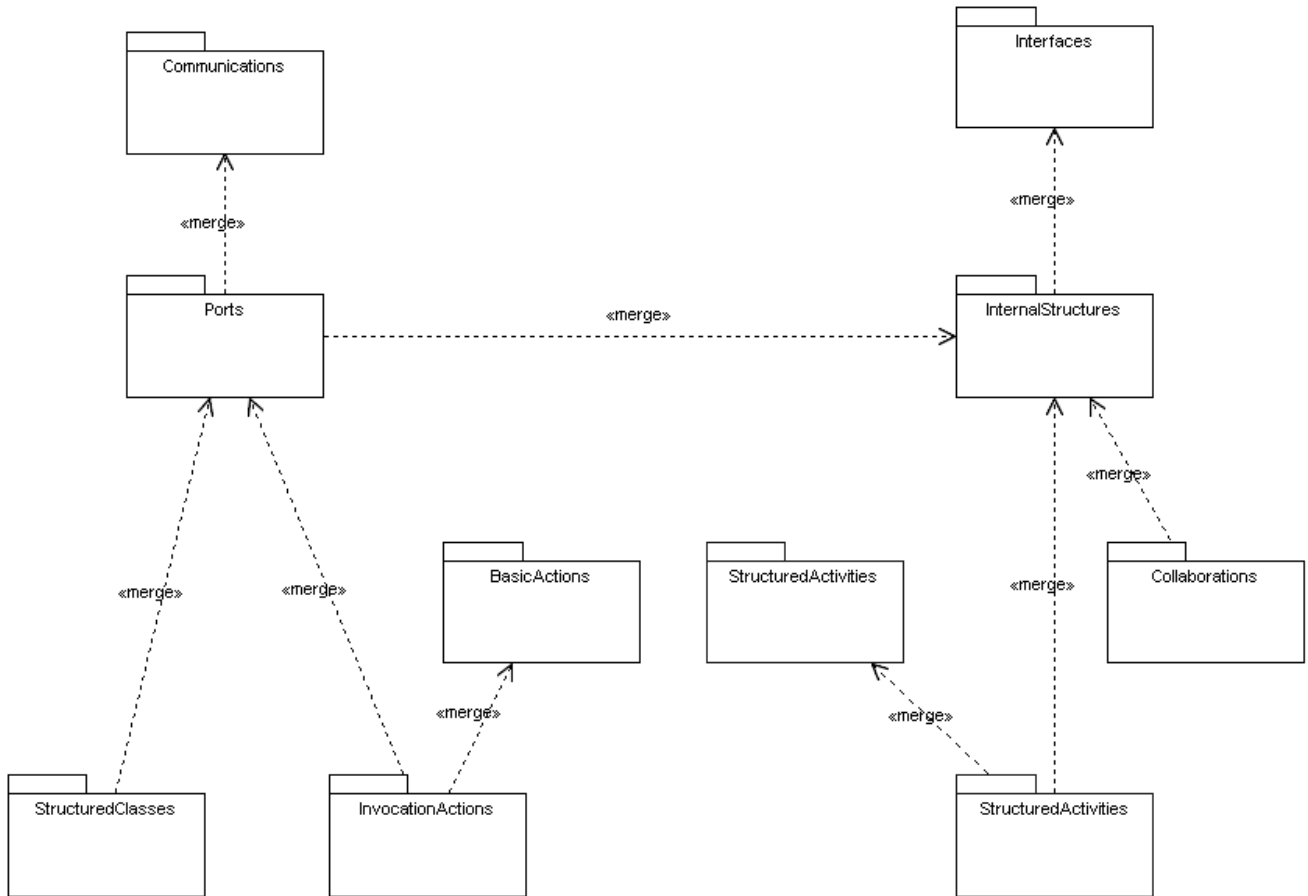 Interfaces
Communications
«merge»
«merge»
Ports
InternalStructures
«merge»
«merge»
BasicActions
StructuredActivities
Collaborations
«merge»
«merge»
«merge»
«merge»
«merge»
StructuredClasses
InvocationActions
StructuredActivities